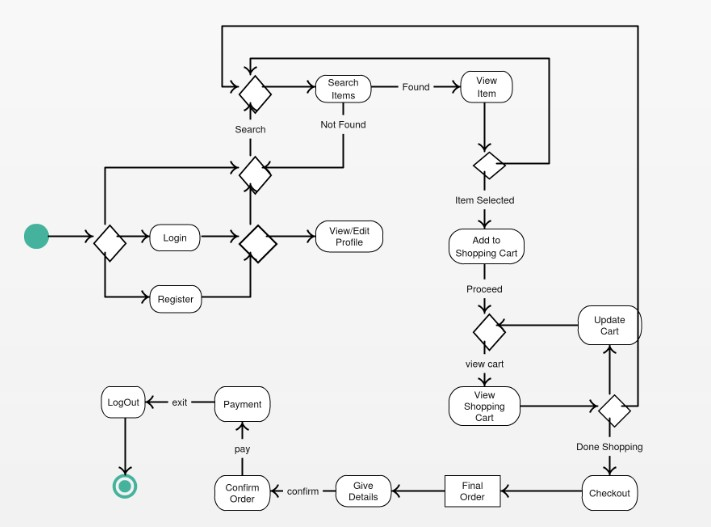 Search
Items
Found
View
Item
Search
Not Found
Item Selected
Login
View/Edit
Profile
Add to
Shopping Cart
Register
Proceed
Update
Cart
view cart
LogOut
exit
Payment
View
Shopping
Cart
pay
Done Shopping
Confirm
Order
confirm
Give
Details
Final
Order
Checkout